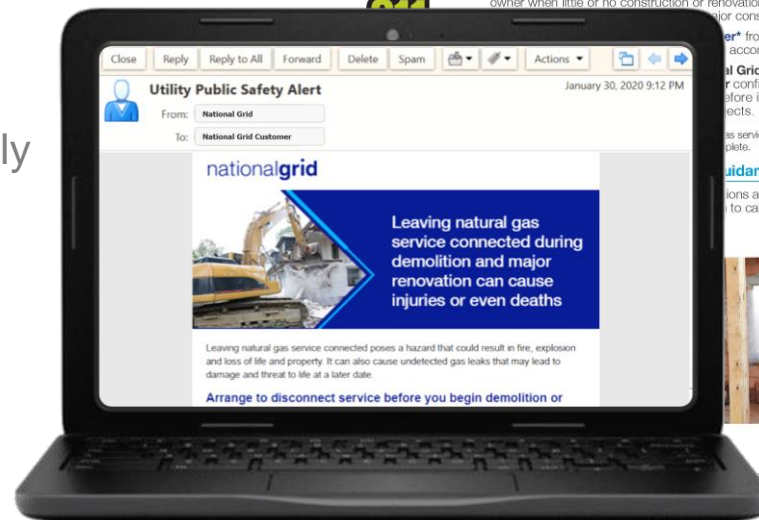 811
owner when little or no construction or renovation
ly
Close Reply Reply to All Forward Delete Spam Actions
Utility Public Safety Alert
January 30, 2020 9:12 PM
From: National Grid
To: National Grid Customer
nationalgrid
Leaving natural gas
service connected during
demolition and major
renovation can cause
injuries or even deaths
Leaving natural gas service connected poses a hazard that could result in fire, explosion
and loss of life and property. It can also cause undetected gas leaks that may lead to
damage and threat to life at a later date.
Arrange to disconnect service before you begin demolition or